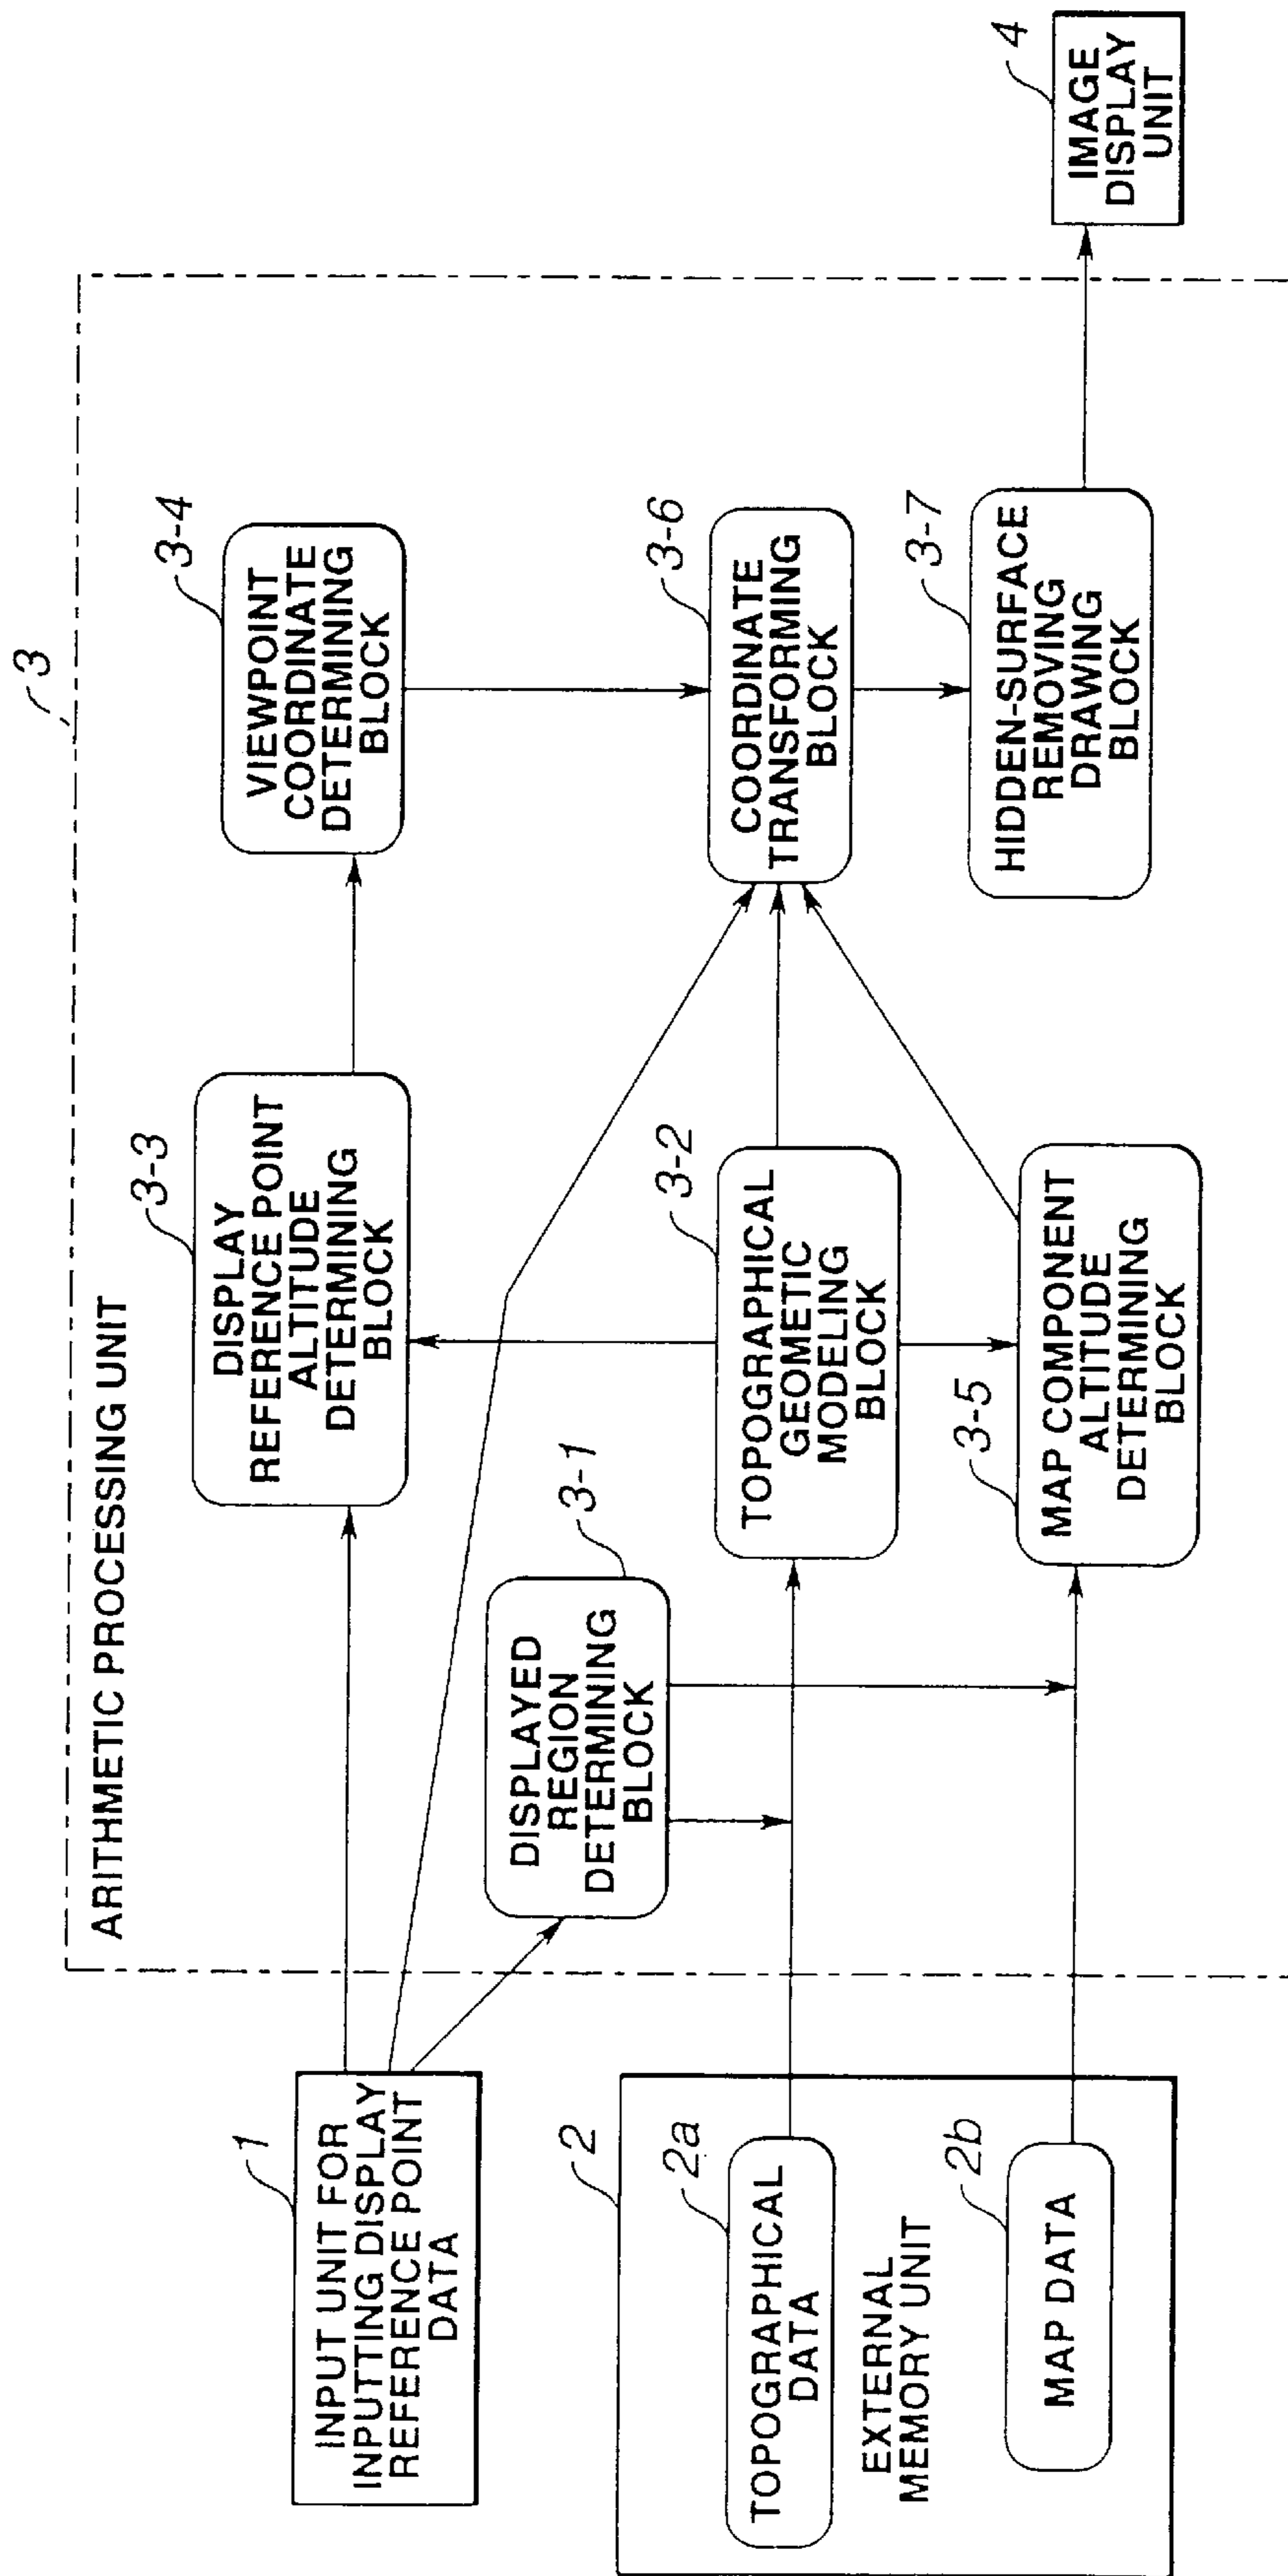 3
ARITHMETIC PROCESSING UNIT
1
INPUT UNIT FOR
INPUTTING DISPLAY
REFERENCE POINT
DATA
3-3
DISPLAY
REFERENCE POINT
ALTITUDE
DETERMINING
BLOCK
3-4
VIEWPOINT
COORDINATE
DETERMINING
BLOCK
3-1
DISPLAYED
REGION
DETERMINING
BLOCK
2
2a
TOPOGRAPHICAL
DATA
EXTERNAL
MEMORY UNIT
2b
MAP DATA
3-2
TOPOGRAPHICAL
GEOMETIC
MODELING
BLOCK
3-5
MAP COMPONENT
ALTITUDE
DETERMINING
BLOCK
3-6
COORDINATE
TRANSFORMING
BLOCK
3-7
HIDDEN-SURFACE
REMOVING
DRAWING
BLOCK
4
IMAGE
DISPLAY
UNIT